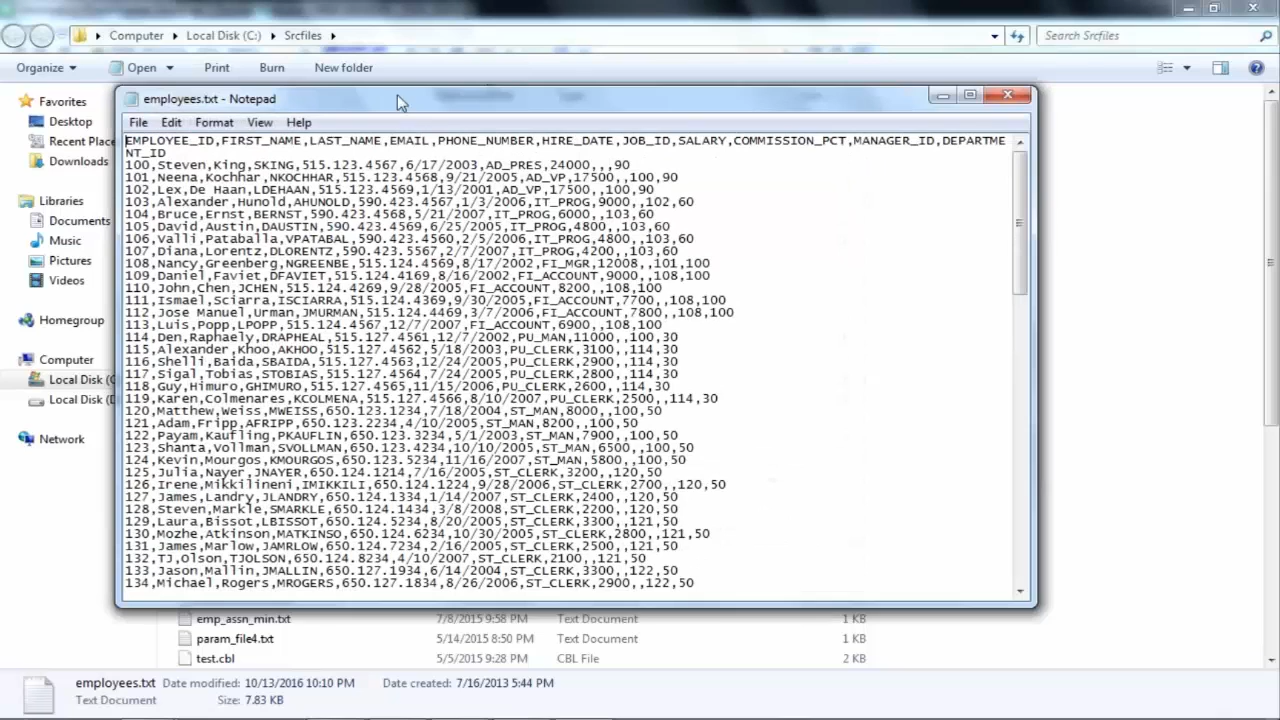 Computer Local Disk (C:) Srcfiles
Search Srcfiles
Organize Open Print Burn New folder
employees.txt - Notepad
File Edit Format View Help
EMPLOYEE_ID,FIRST_NAME,LAST_NAME,EMAIL,PHONE_NUMBER,HIRE_DATE,JOB_ID,SALARY,COMMISSION_PCT,MANAGER_ID,DEPARTME
NT_ID
100,Steven,King,SKING,515.123.4567,6/17/2003,AD_PRES,24000,,,90
101,Neena,Kochhar,NKOCHHAR,515.123.4568,9/21/2005,AD_VP,17500,,100,90
102,Lex,De Haan,LDEHAAN,515.123.4569,1/13/2001,AD_VP,17500,,100,90
103,Alexander,Hunold,AHUNOLD,590.423.4567,1/3/2006,IT_PROG,9000,,102,60
104,Bruce,Ernst,BERNST,590.423.4568,5/21/2007,IT_PROG,6000,,103,60
105,David,Austin,DAUSTIN,590.423.4569,6/25/2005,IT_PROG,4800,,103,60
106,Valli,Pataballa,VPATABAL,590.423.4560,2/5/2006,IT_PROG,4800,,103,60
107,Diana,Lorentz,DLORENTZ,590.423.5567,2/7/2007,IT_PROG,4200,,103,60
108,Nancy,Greenberg,NGREENBE,515.124.4569,8/17/2002,FI_MGR,12008,,101,100
109,Daniel,Faviet,DFAVIET,515.124.4169,8/16/2002,FI_ACCOUNT,9000,,108,100
110,John,Chen,JCHEN,515.124.4269,9/28/2005,FI_ACCOUNT,8200,,108,100
111,Ismael,Sciarra,ISCIARRA,515.124.4369,9/30/2005,FI_ACCOUNT,7700,,108,100
112,Jose Manuel,Urman,JMURMAN,515.124.4469,3/7/2006,FI_ACCOUNT,7800,,108,100
113,Luis,Popp,LPOPP,515.124.4567,12/7/2007,FI_ACCOUNT,6900,,108,100
114,Den,Raphaely,DRAPHEAL,515.127.4561,12/7/2002,PU_MAN,11000,,100,30
115,Alexander,Khoo,AKHOO,515.127.4562,5/18/2003,PU_CLERK,3100,,114,30
116,Shelli,Baida,SBAIDA,515.127.4563,12/24/2005,PU_CLERK,2900,,114,30
117,Sigal,Tobias,STOBIAS,515.127.4564,7/24/2005,PU_CLERK,2800,,114,30
118,Guy,Himuro,GHIMURO,515.127.4565,11/15/2006,PU_CLERK,2600,,114,30
119,Karen,Colmenares,KCOLMENA,515.127.4566,8/10/2007,PU_CLERK,2500,,114,30
120,Matthew,Weiss,MWEISS,650.123.1234,7/18/2004,ST_MAN,8000,,100,50
121,Adam,Fripp,AFRIPP,650.123.2234,4/10/2005,ST_MAN,8200,,100,50
122,Payam,Kaufling,PKAUFLIN,650.123.3234,5/1/2003,ST_MAN,7900,,100,50
123,Shanta,Vollman,SVOLLMAN,650.123.4234,10/10/2005,ST_MAN,6500,,100,50
124,Kevin,Mourgos,KMOURGOS,650.123.5234,11/16/2007,ST_MAN,5800,,100,50
125,Julia,Nayer,JNAYER,650.124.1214,7/16/2005,ST_CLERK,3200,,120,50
126,Irene,Mikkilineni,IMIKKILI,650.124.1224,9/28/2006,ST_CLERK,2700,,120,50
127,James,Landry,JLANDRY,650.124.1334,1/14/2007,ST_CLERK,2400,,120,50
128,Steven,Markle,SMARKLE,650.124.1434,3/8/2008,ST_CLERK,2200,,120,50
129,Laura,Bissot,LBISSOT,650.124.5234,8/20/2005,ST_CLERK,3300,,121,50
130,Mozhe,Atkinson,MATKINSO,650.124.6234,10/30/2005,ST_CLERK,2800,,121,50
131,James,Marlow,JAMRLOW,650.124.7234,2/16/2005,ST_CLERK,2500,,121,50
132,TJ,Olson,TJOLSON,650.124.8234,4/10/2007,ST_CLERK,2100,,121,50
133,Jason,Mallin,JMALLIN,650.127.1934,6/14/2004,ST_CLERK,3300,,122,50
134,Michael,Rogers,MROGERS,650.127.1834,8/26/2006,ST_CLERK,2900,,122,50
Favorites
Desktop
Recent Place
Downloads
Libraries
Documents
Music
Pictures
Videos
Homegroup
Computer
Local Disk (C
Local Disk (D
Network
emp_assn_min.txt 7/8/2015 9:58 PM Text Document 1 KB
param_file4.txt 5/14/2015 8:50 PM Text Document 1 KB
test.cbl 5/5/2015 9:28 PM CBL File 2 KB
employees.txt Date modified: 10/13/2016 10:10 PM Date created: 7/16/2013 5:44 PM
Text Document Size: 7.83 KB